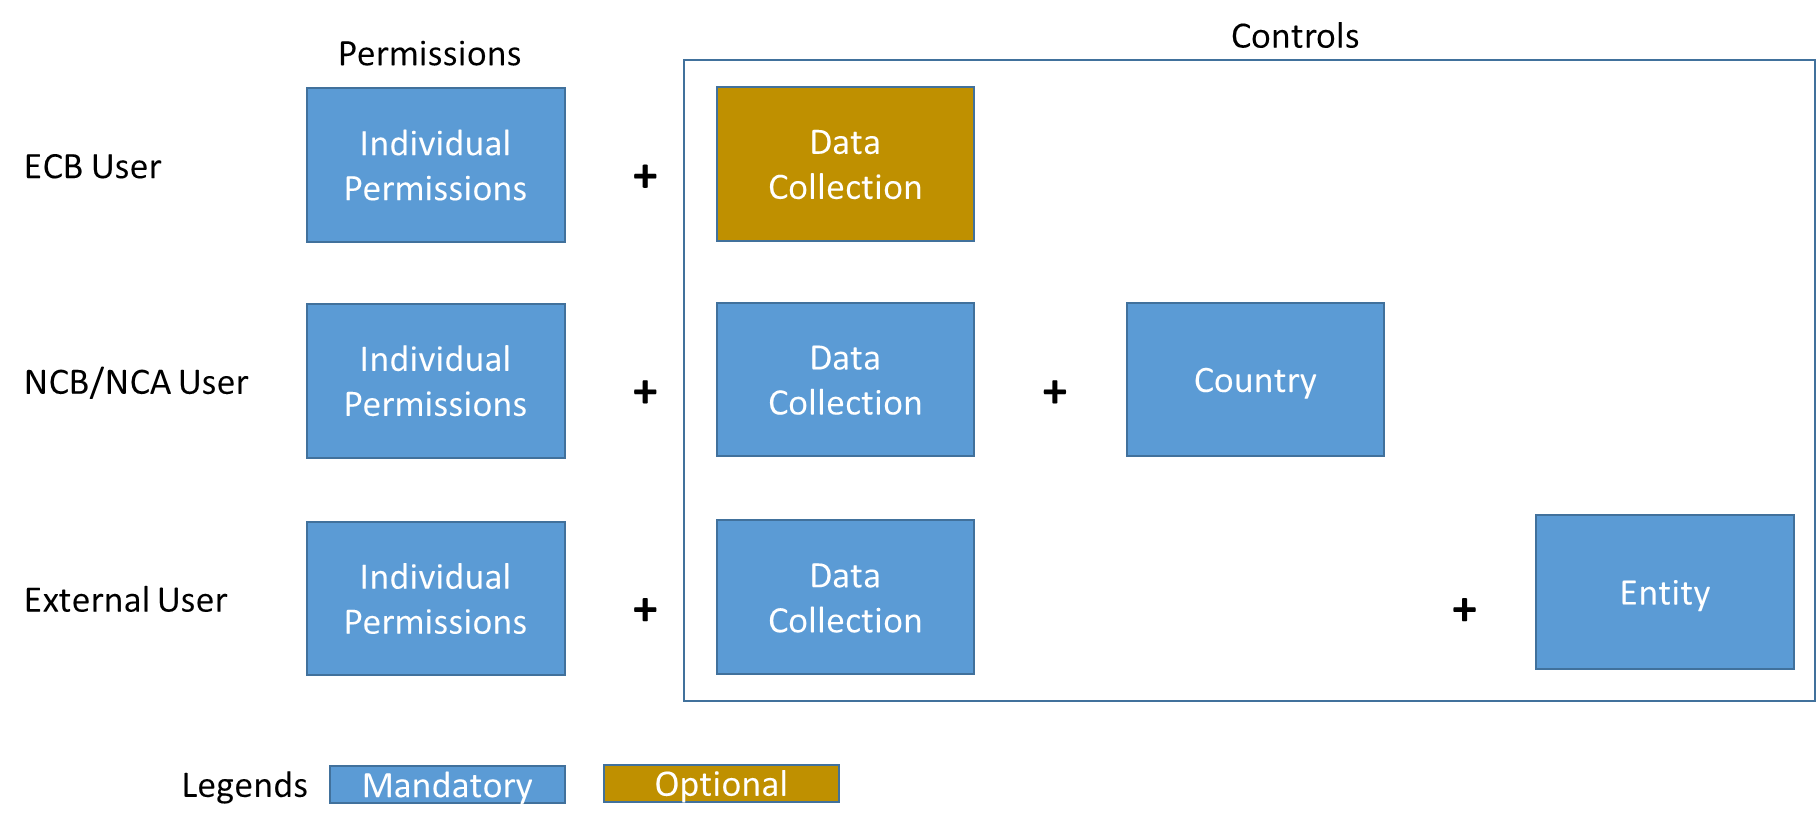 Permissions
Controls
ECB User
Individual
Permissions
+
Data
Collection
NCB/NCA User
Individual
Permissions
+
Data
Collection
+
Country
External User
Individual
Permissions
+
Data
Collection
+
Entity
Legends
Mandatory
Optional